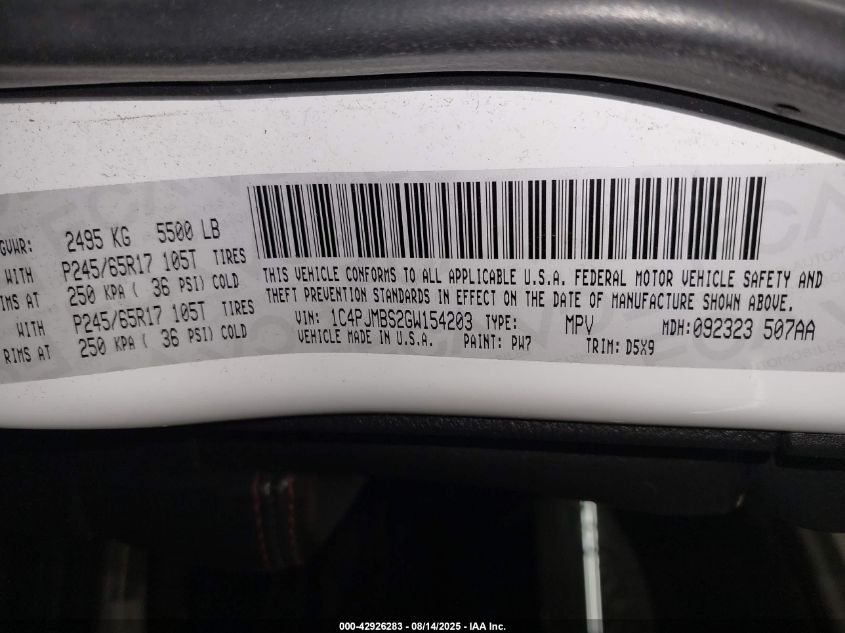 GVWR: 2495 KG 5500 LB
WITH P245/65R17 105T TIRES
RIMS AT 250 KPA ( 36 PSI) COLD
WITH P245/65R17 105T TIRES
RIMS AT 250 KPA ( 36 PSI) COLD
THIS VEHICLE CONFORMS TO ALL APPLICABLE U.S.A. FEDERAL MOTOR VEHICLE SAFETY AND
THEFT PREVENTION STANDARDS IN EFFECT ON THE DATE OF MANUFACTURE SHOWN ABOVE.
VIN: 1C4PJMBS2GW154203 TYPE: MPV MDH: 092323 507AA
VEHICLE MADE IN U.S.A. PAINT: PW7 TRIM: D5X9
000-42926283 - 08/14/2025 - IAA Inc.